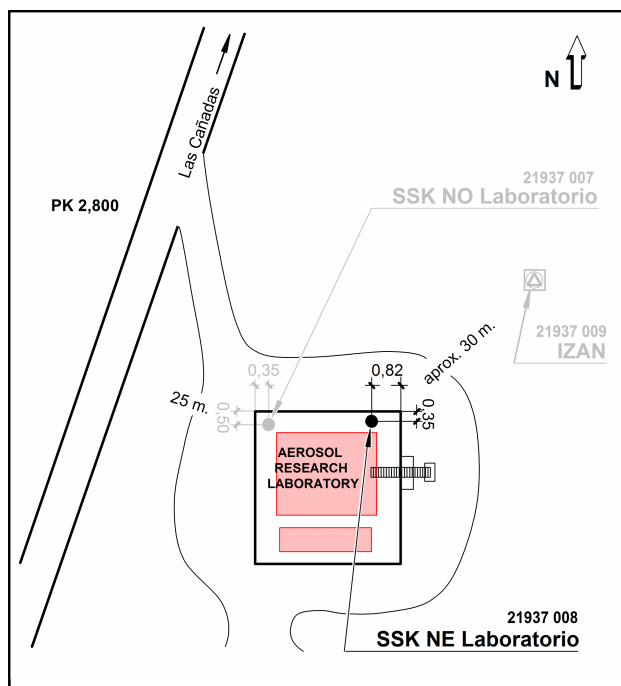 Las Cañadas
N
PK 2,800
21937 007
SSK NO Laboratorio
21937 009
IZAN
0,35
0,82
aprox. 30 m.
25 m.
0,50
0,35
AEROSOL
RESEARCH
LABORATORY
21937 008
SSK NE Laboratorio